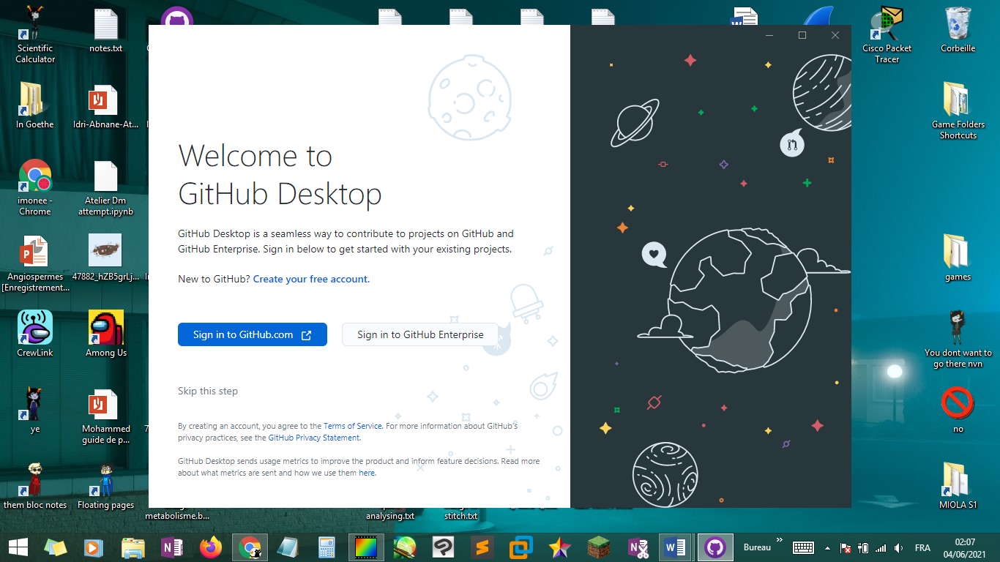 Scientific
Calculator
notes.txt
Cisco Packet
Tracer
Corbeille
In Goethe
Idri-Abnane-At...
Game Folders
Shortcuts
imonee -
Chrome
Atelier Dm
attempt.ipynb
Welcome to
GitHub Desktop
GitHub Desktop is a seamless way to contribute to projects on GitHub and
GitHub Enterprise. Sign in below to get started with your existing projects.
New to GitHub? Create your free account.
Angiospermes
[Enregistrement...
47882_hZB5grLj...
games
Sign in to GitHub.com
Sign in to GitHub Enterprise
CrewLink
Among Us
You dont want to
go there nvn
Skip this step
ye
Mohammed
guide de p...
no
By creating an account, you agree to the Terms of Service. For more information about GitHub's
privacy practices, see the GitHub Privacy Statement.
GitHub Desktop sends usage metrics to improve the product and inform feature decisions. Read more
about what metrics are sent and how we use them here.
them bloc notes
Floating pages
metabolisme.b...
analysing.txt
stitch.txt
MIOLA S1
Bureau
FRA
02:07
04/06/2021